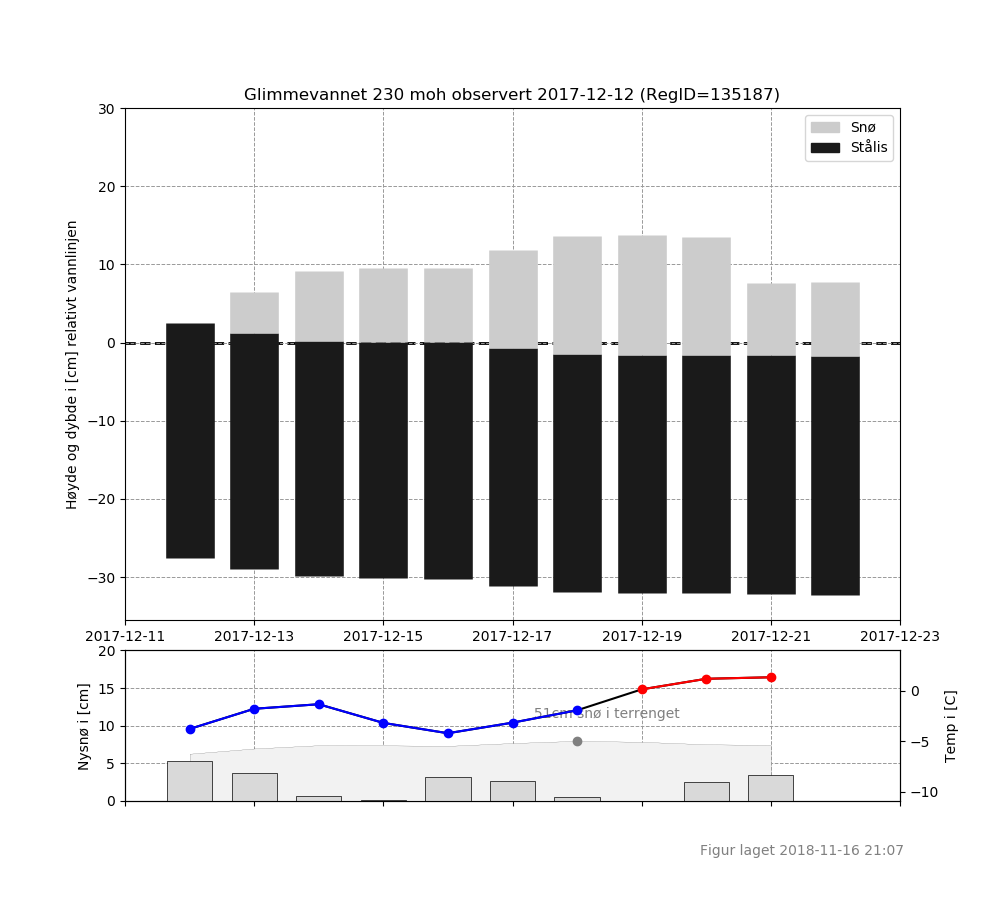 Glimmevannet 230 moh observert 2017-12-12 (RegID=135187)
Høyde og dybde i [cm] relativt vannlinjen
30
20
10
0
−10
−20
−30
Snø
Stålis
2017-12-11 2017-12-13 2017-12-15 2017-12-17 2017-12-19 2017-12-21 2017-12-23
Nysnø i [cm]
20
15
10
5
0
51cm snø i terrenget
0
−5
−10
Temp i [C]
Figur laget 2018-11-16 21:07